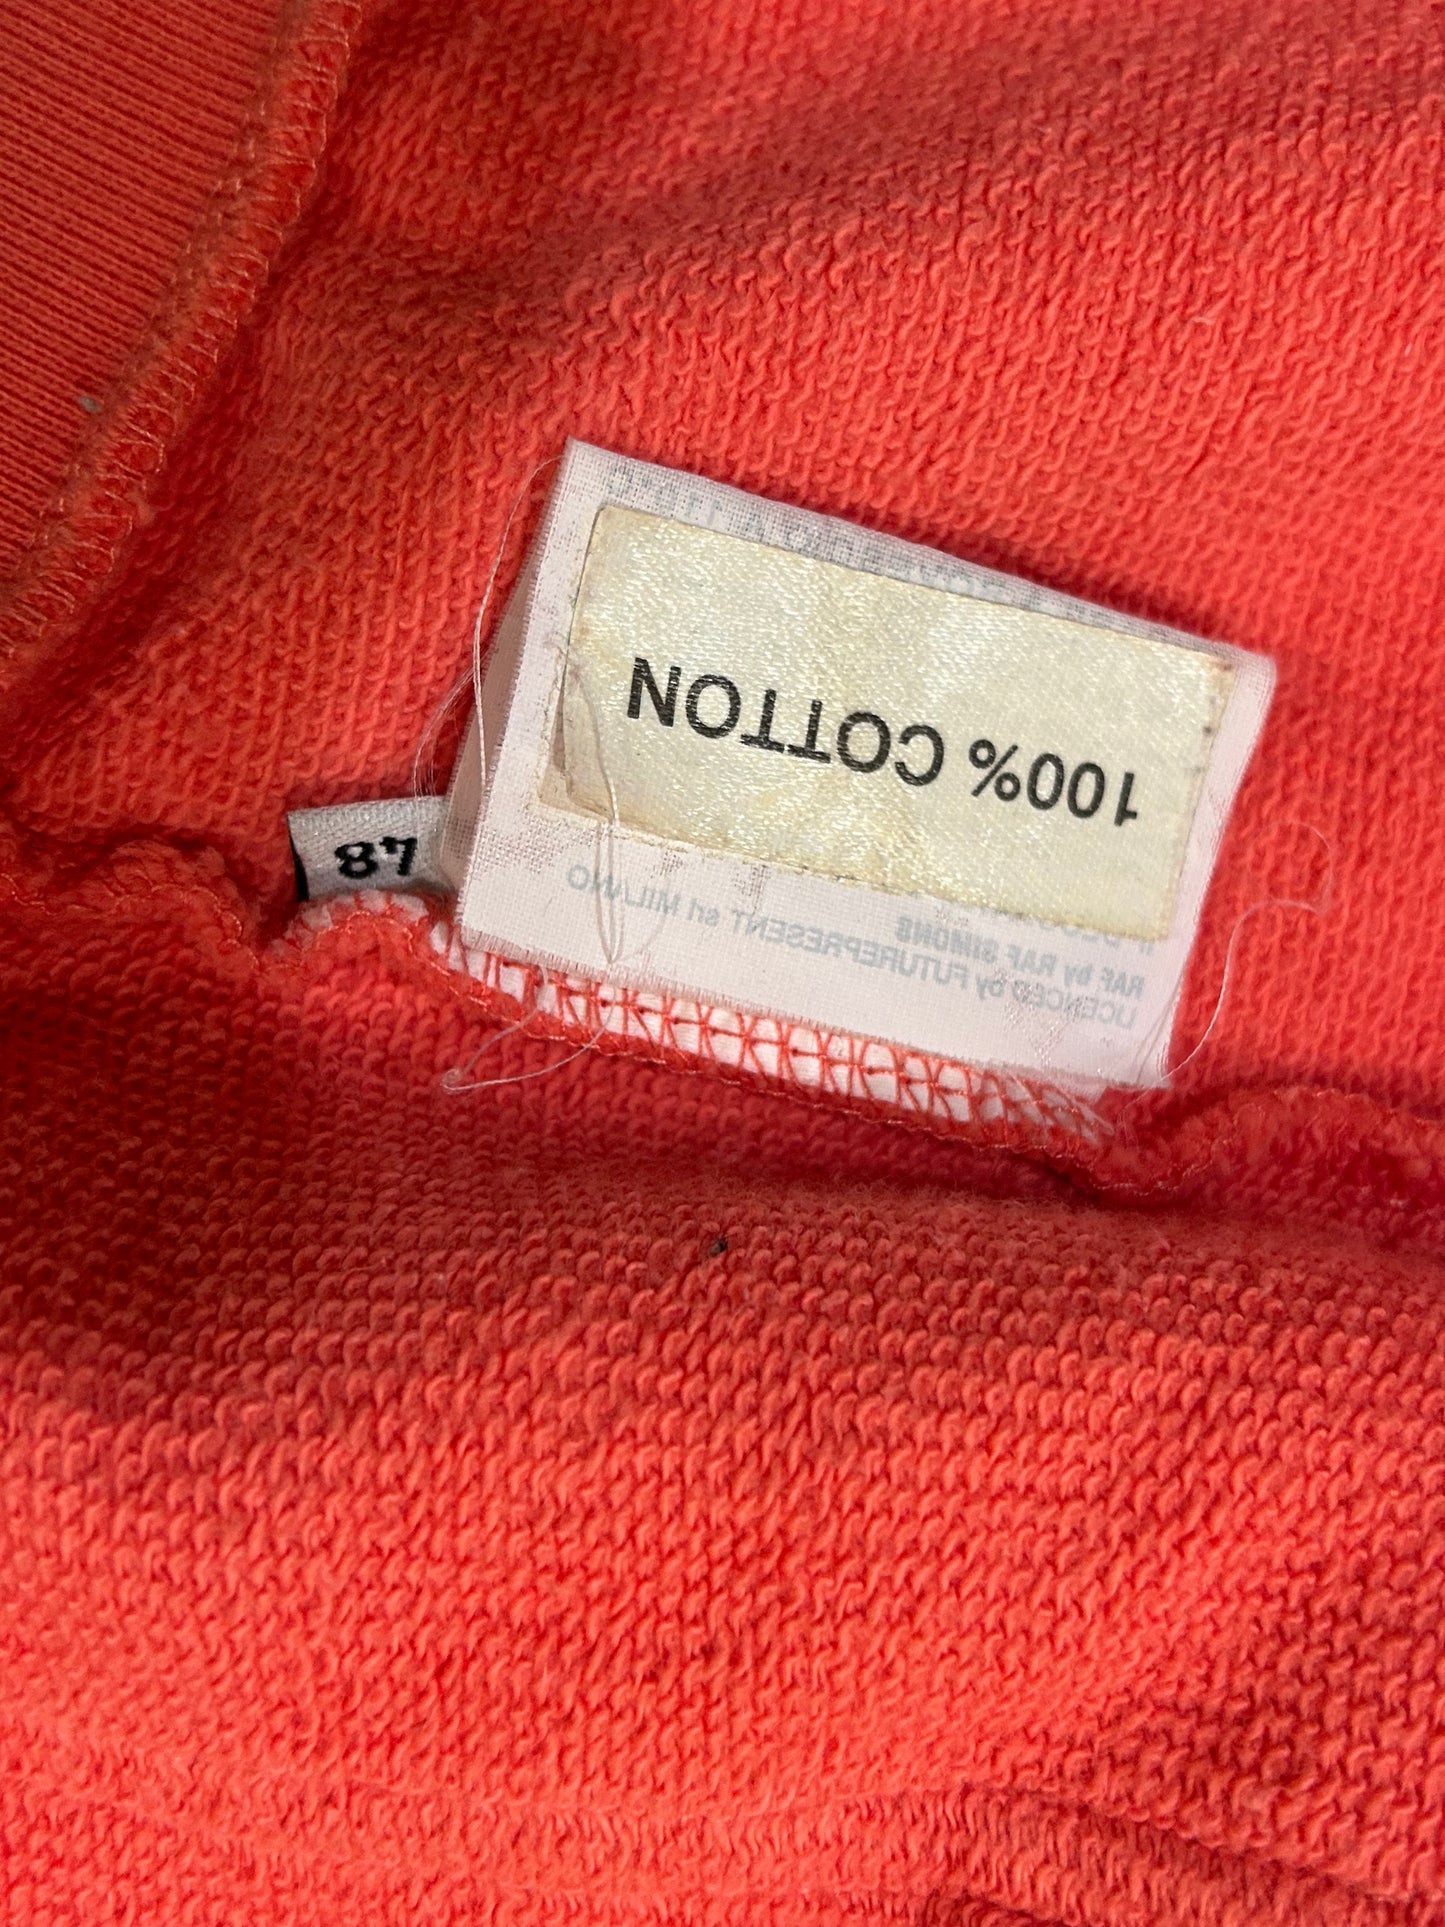 100% COTTON
48
RAF by RAF SIMONS
LICENCED by FUTUREPRESENT srl MILANO